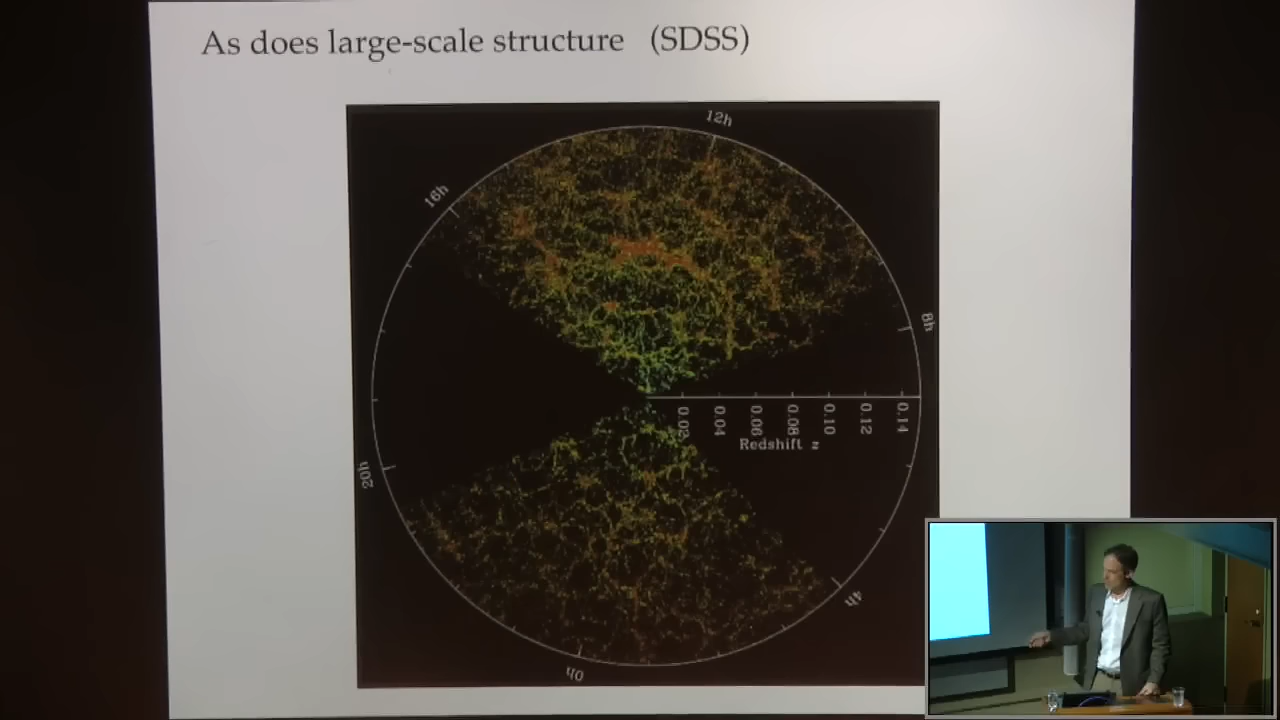 As does large-scale structure (SDSS)
12h
16h
8h
0.02
0.04
0.06
0.08
0.10
0.12
0.14
Redshift z
20h
4h
0h